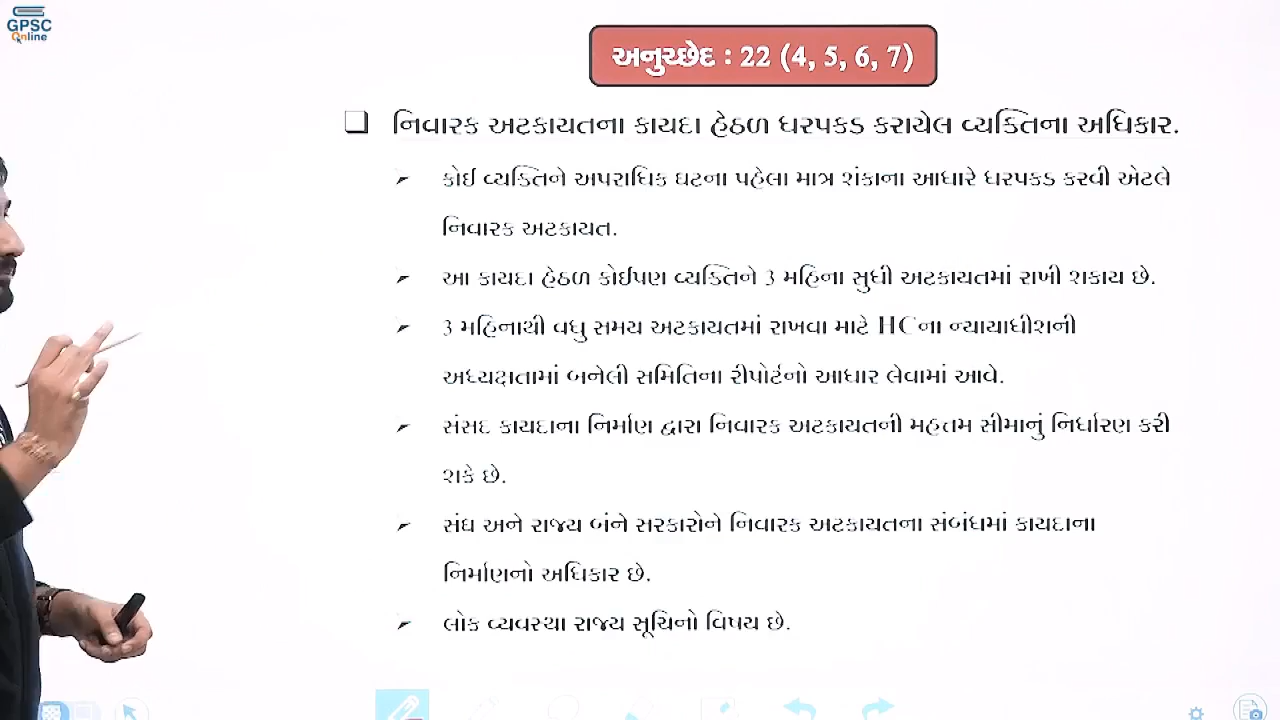 GPSC
Online
અનુચ્છેદ : 22 (4, 5, 6, 7)
નિવારક અટકાયતના કાયદા હેઠળ ધરપકડ કરાયેલ વ્યક્તિના અધિકાર.
કોઈ વ્યક્તિને અપરાધિક ઘટના પહેલા માત્ર શંકાના આધારે ધરપકડ કરવી એટલે
નિવારક અટકાયત.
આ કાયદા હેઠળ કોઈપણ વ્યક્તિને 3 મહિના સુધી અટકાયતમાં રાખી શકાય છે.
3 મહિનાથી વધુ સમય અટકાયતમાં રાખવા માટે HCના ન્યાયાધીશની
અધ્યક્ષતામાં બનેલી સમિતિના રીપોર્ટનો આધાર લેવામાં આવે.
સંસદ કાયદાના નિર્માણ દ્વારા નિવારક અટકાયતની મહત્તમ સીમાનું નિર્ધારણ કરી
શકે છે.
સંઘ અને રાજ્ય બંને સરકારોને નિવારક અટકાયતના સંબંધમાં કાયદાના
નિર્માણનો અધિકાર છે.
લોક વ્યવસ્થા રાજ્ય સૂચિનો વિષય છે.